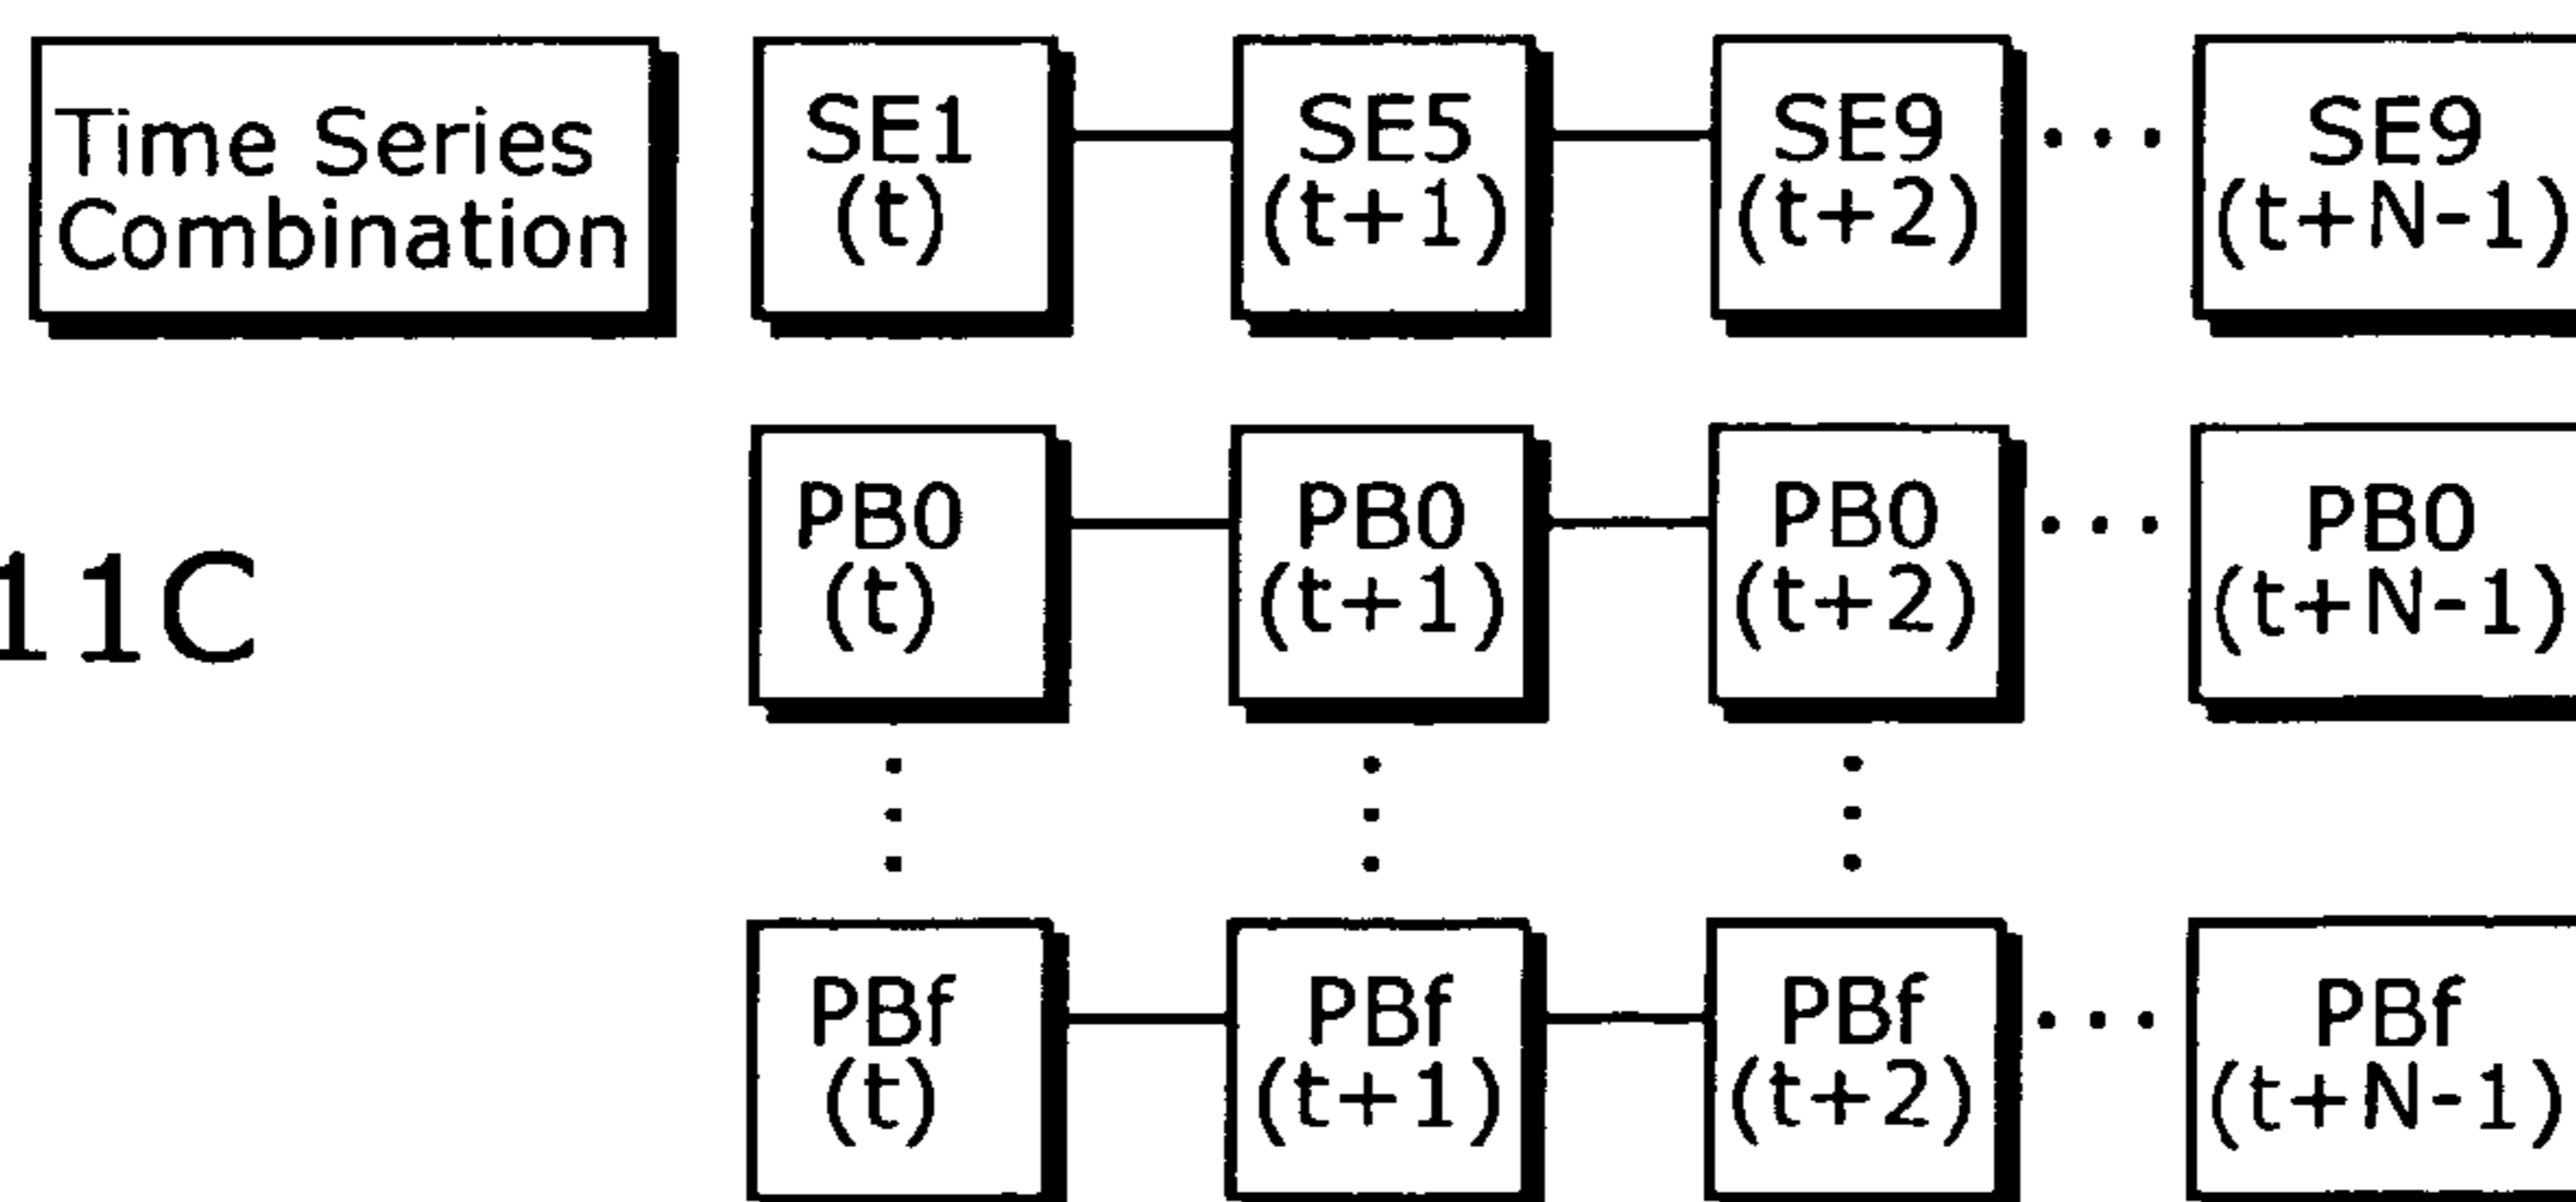 Time Series
Combination
SE1
(t)
SE5
(t+1)
SE9
(t+2)
...
SE9
(t+N-1)
11C
PB0
(t)
PB0
(t+1)
PB0
(t+2)
...
PB0
(t+N-1)
PBf
(t)
PBf
(t+1)
PBf
(t+2)
...
PBf
(t+N-1)